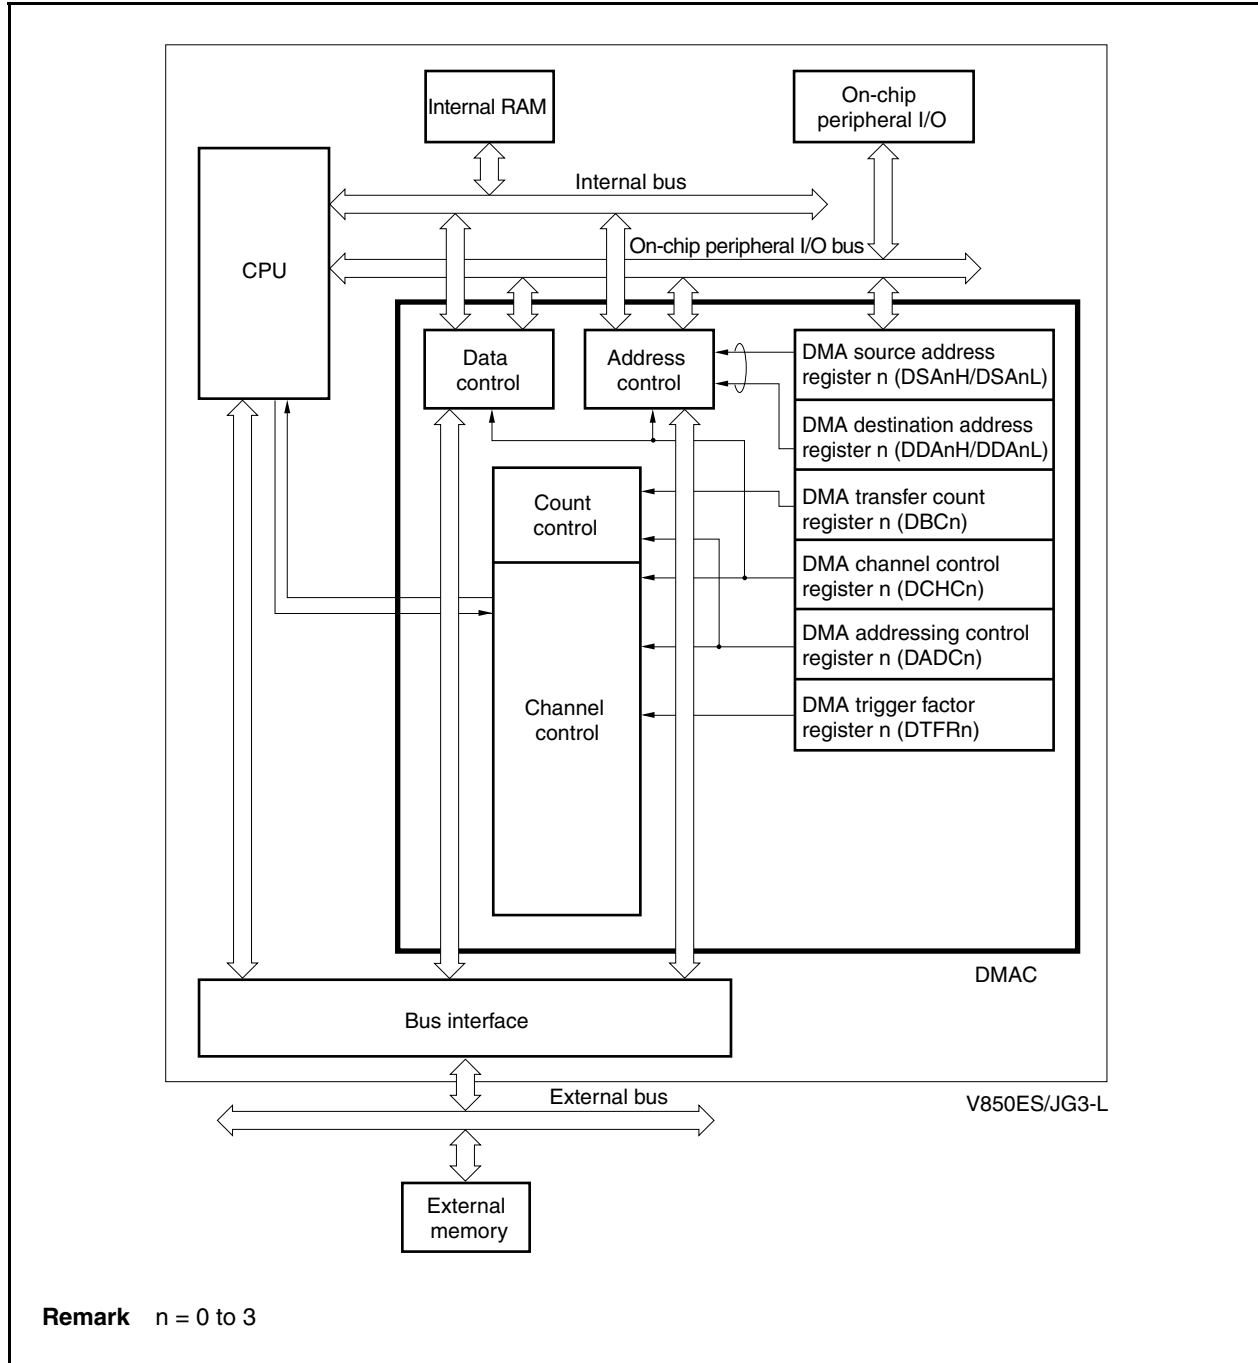 Internal RAM
On-chip
peripheral I/O
Internal bus
On-chip peripheral I/O bus
CPU
Data
control
Address
control
DMA source address
register n (DSAnH/DSAnL)
DMA destination address
register n (DDAnH/DDAnL)
Count
control
DMA transfer count
register n (DBCn)
DMA channel control
register n (DCHCn)
DMA addressing control
register n (DADCn)
Channel
control
DMA trigger factor
register n (DTFRn)
DMAC
Bus interface
External bus
V850ES/JG3-L
External
memory
Remark n = 0 to 3